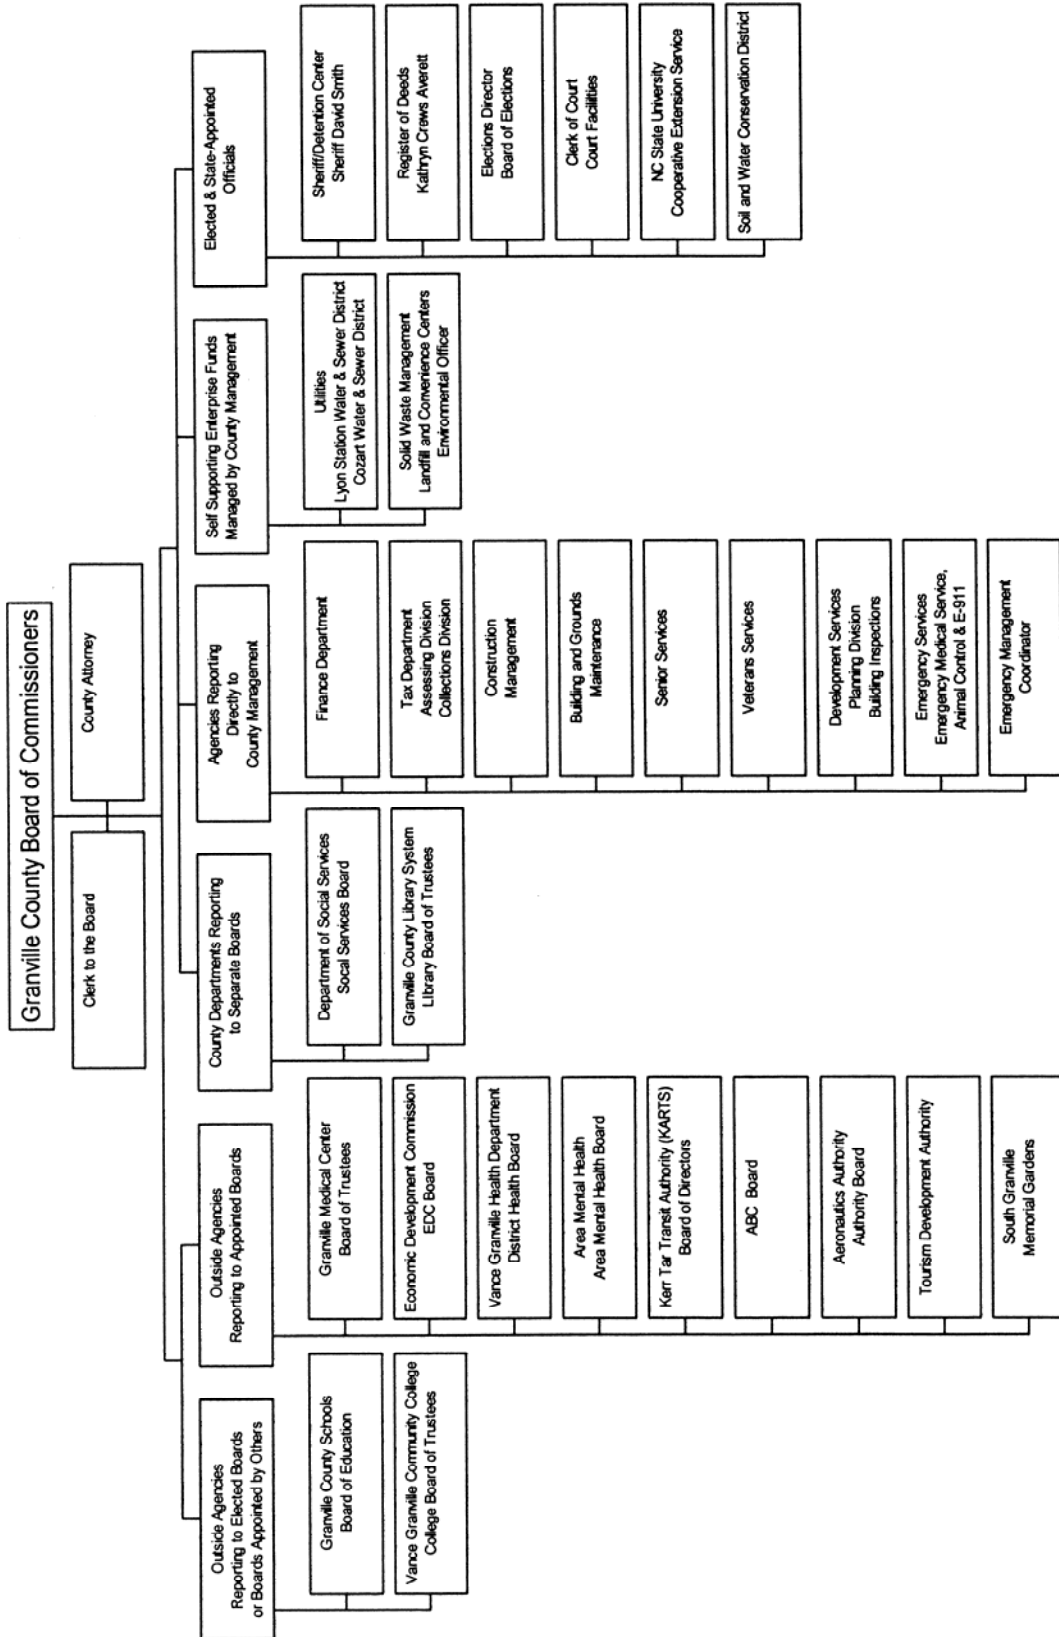 Granville County Board of Commissioners
Clerk to the Board
County Attorney
Outside Agencies
Reporting to Elected Boards
or Boards Appointed by Others
Granville County Schools
Board of Education
Vance Granville Community College
College Board of Trustees
Outside Agencies
Reporting to Appointed Boards
Granville Medical Center
Board of Trustees
Economic Development Commission
EDC Board
Vance Granville Health Department
District Health Board
Area Mental Health
Area Mental Health Board
Kerr Tar Transit Authority (KARTS)
Board of Directors
ABC Board
Aeronautics Authority
Authority Board
Tourism Development Authority
South Granville
Memorial Gardens
County Departments Reporting
to Separate Boards
Department of Social Services
Socal Services Board
Granville County Library System
Library Board of Trustees
Agencies Reporting
Directly to
County Management
Finance Department
Tax Department
Assessing Division
Collections Division
Construction
Management
Building and Grounds
Maintenance
Senior Services
Veterans Services
Development Services
Planning Division
Building Inspections
Emergency Services
Emergency Medical Service,
Animal Control & E-911
Emergency Management
Coordinator
Self Supporting Enterprise Funds
Managed by County Management
Utilities
Lyon Station Water & Sewer District
Cozart Water & Sewer District
Solid Waste Management
Landfill and Convenience Centers
Environmental Officer
Elected & State-Appointed
Officials
Sheriff/Detention Center
Sheriff David Smith
Register of Deeds
Kathryn Crews Averett
Elections Director
Board of Elections
Clerk of Court
Court Facilities
NC State University
Cooperative Extension Service
Soil and Water Conservation District